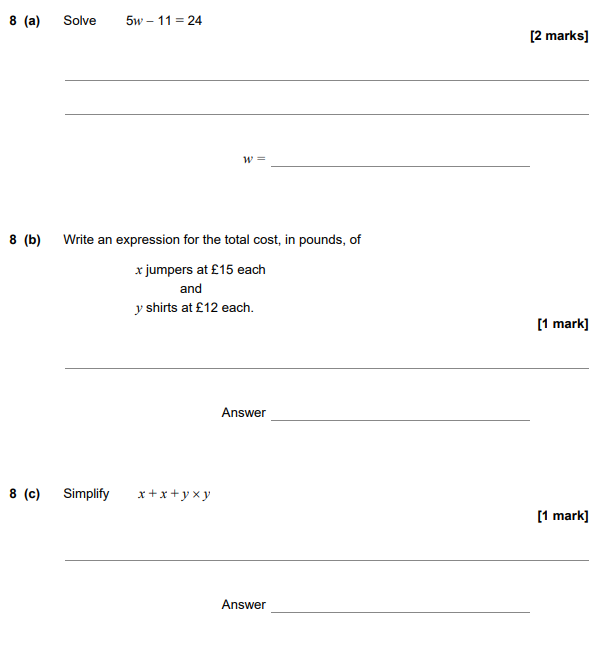 8 (a) Solve 5w – 11 = 24
[2 marks]
w =
8 (b) Write an expression for the total cost, in pounds, of
x jumpers at £15 each
and
y shirts at £12 each.
[1 mark]
Answer
8 (c) Simplify x + x + y × y
[1 mark]
Answer